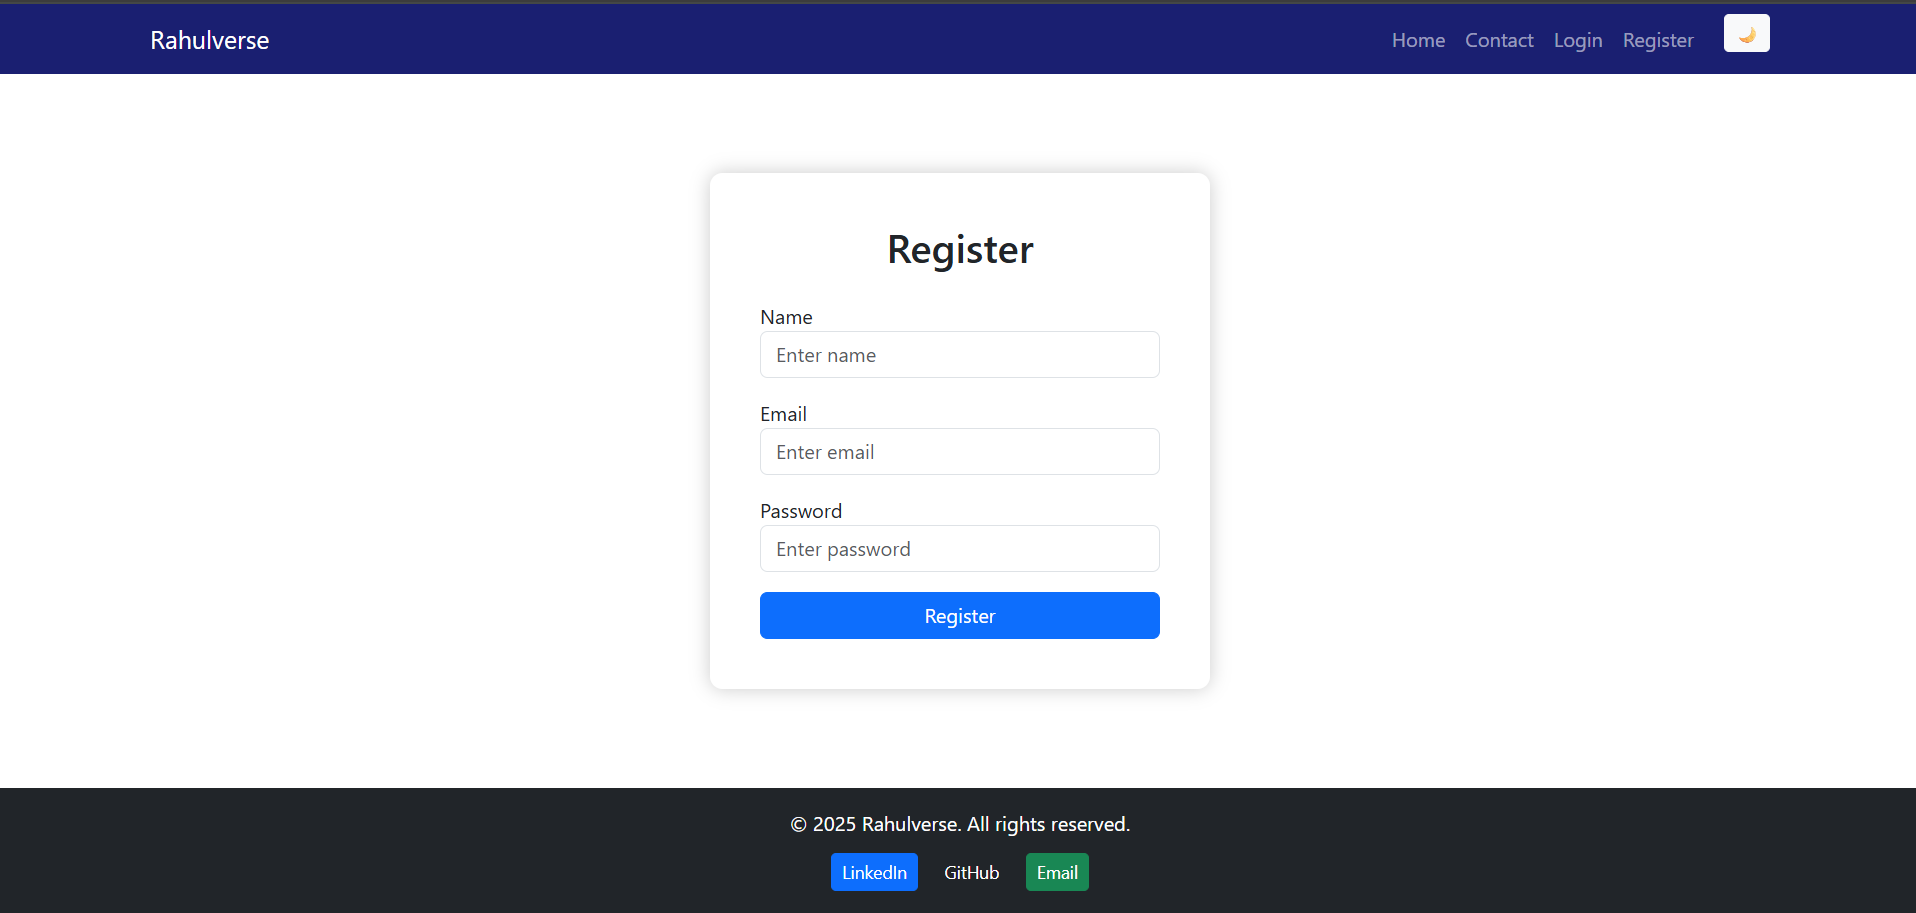 Rahulverse Home Contact Login Register
Register
Name
Enter name
Email
Enter email
Password
Enter password
Register
© 2025 Rahulverse. All rights reserved.
LinkedIn GitHub Email